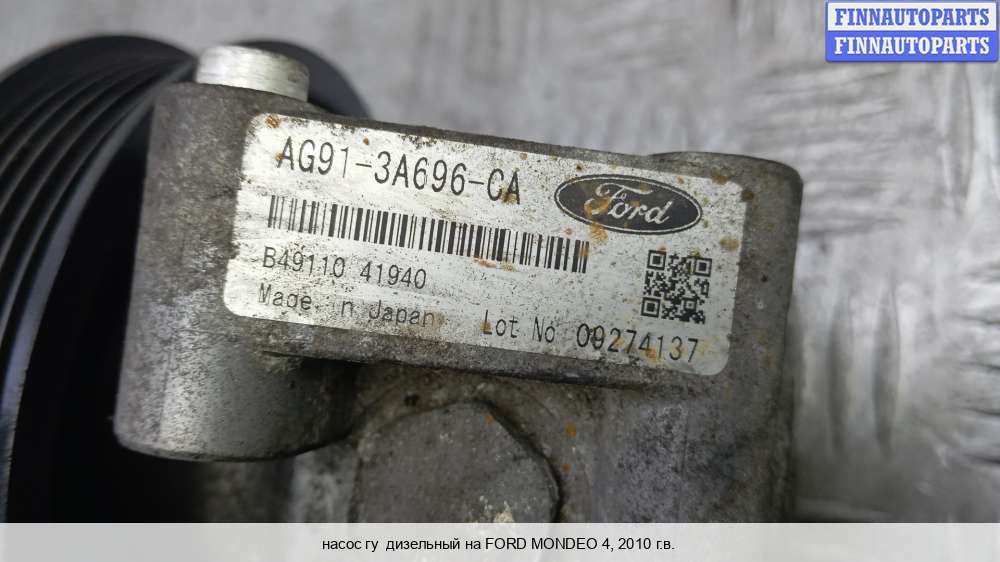 FINNAUTOPARTS
FINNAUTOPARTS
AG91-3A696-CA
Ford
B49110 41940
Made n Japan
Lot No 09274137
насос гу дизельный на FORD MONDEO 4, 2010 г.в.